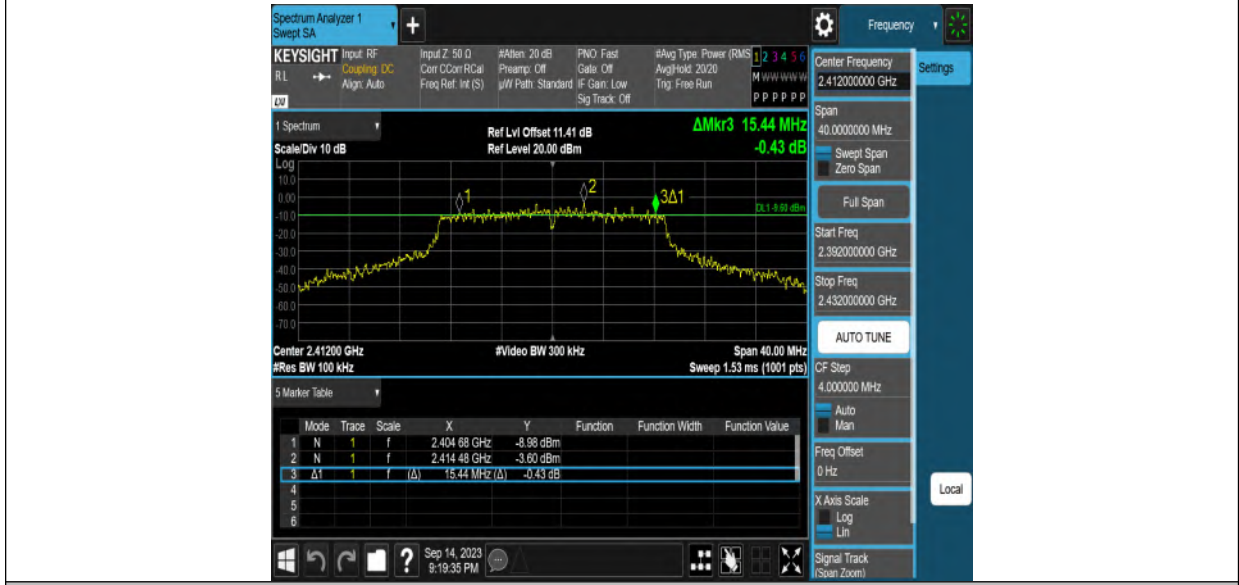 Spectrum Analyzer 1
Swept SA
+
Frequency
KEYSIGHT Input: RF
Coupling: DC
Align: Auto
RL
LXI
Input Z: 50 Ω
Corr CCorr RCal
Freq Ref: Int (S)
#Atten: 20 dB
Preamp: Off
µW Path: Standard
PNO: Fast
Gate: Off
IF Gain: Low
Sig Track: Off
#Avg Type: Power (RMS
Avg|Hold: 20/20
Trig: Free Run
1 2 3 4 5 6
M W W W W W
P P P P P P
Center Frequency
2.412000000 GHz
Settings
Span
40.0000000 MHz
Swept Span
Zero Span
Full Span
Start Freq
2.392000000 GHz
Stop Freq
2.432000000 GHz
AUTO TUNE
CF Step
4.000000 MHz
Auto
Man
Freq Offset
0 Hz
X Axis Scale
Log
Lin
Signal Track
(Span Zoom)
Local
1 Spectrum
Scale/Div 10 dB
Ref Lvl Offset 11.41 dB
Ref Level 20.00 dBm
ΔMkr3 15.44 MHz
-0.43 dB
Log
10.0
0.00
-10.0
-20.0
-30.0
-40.0
-50.0
-60.0
-70.0
1
2
3Δ1
DL1 -9.60 dBm
Center 2.41200 GHz
#Video BW 300 kHz
Span 40.00 MHz
#Res BW 100 kHz
Sweep 1.53 ms (1001 pts)
5 Marker Table
Mode Trace Scale X Y Function Function Width Function Value
1 N 1 f 2.404 68 GHz -8.98 dBm
2 N 1 f 2.414 48 GHz -3.60 dBm
3 Δ1 1 f (Δ) 15.44 MHz (Δ) -0.43 dB
4
5
6
?
Sep 14, 2023
9:19:35 PM